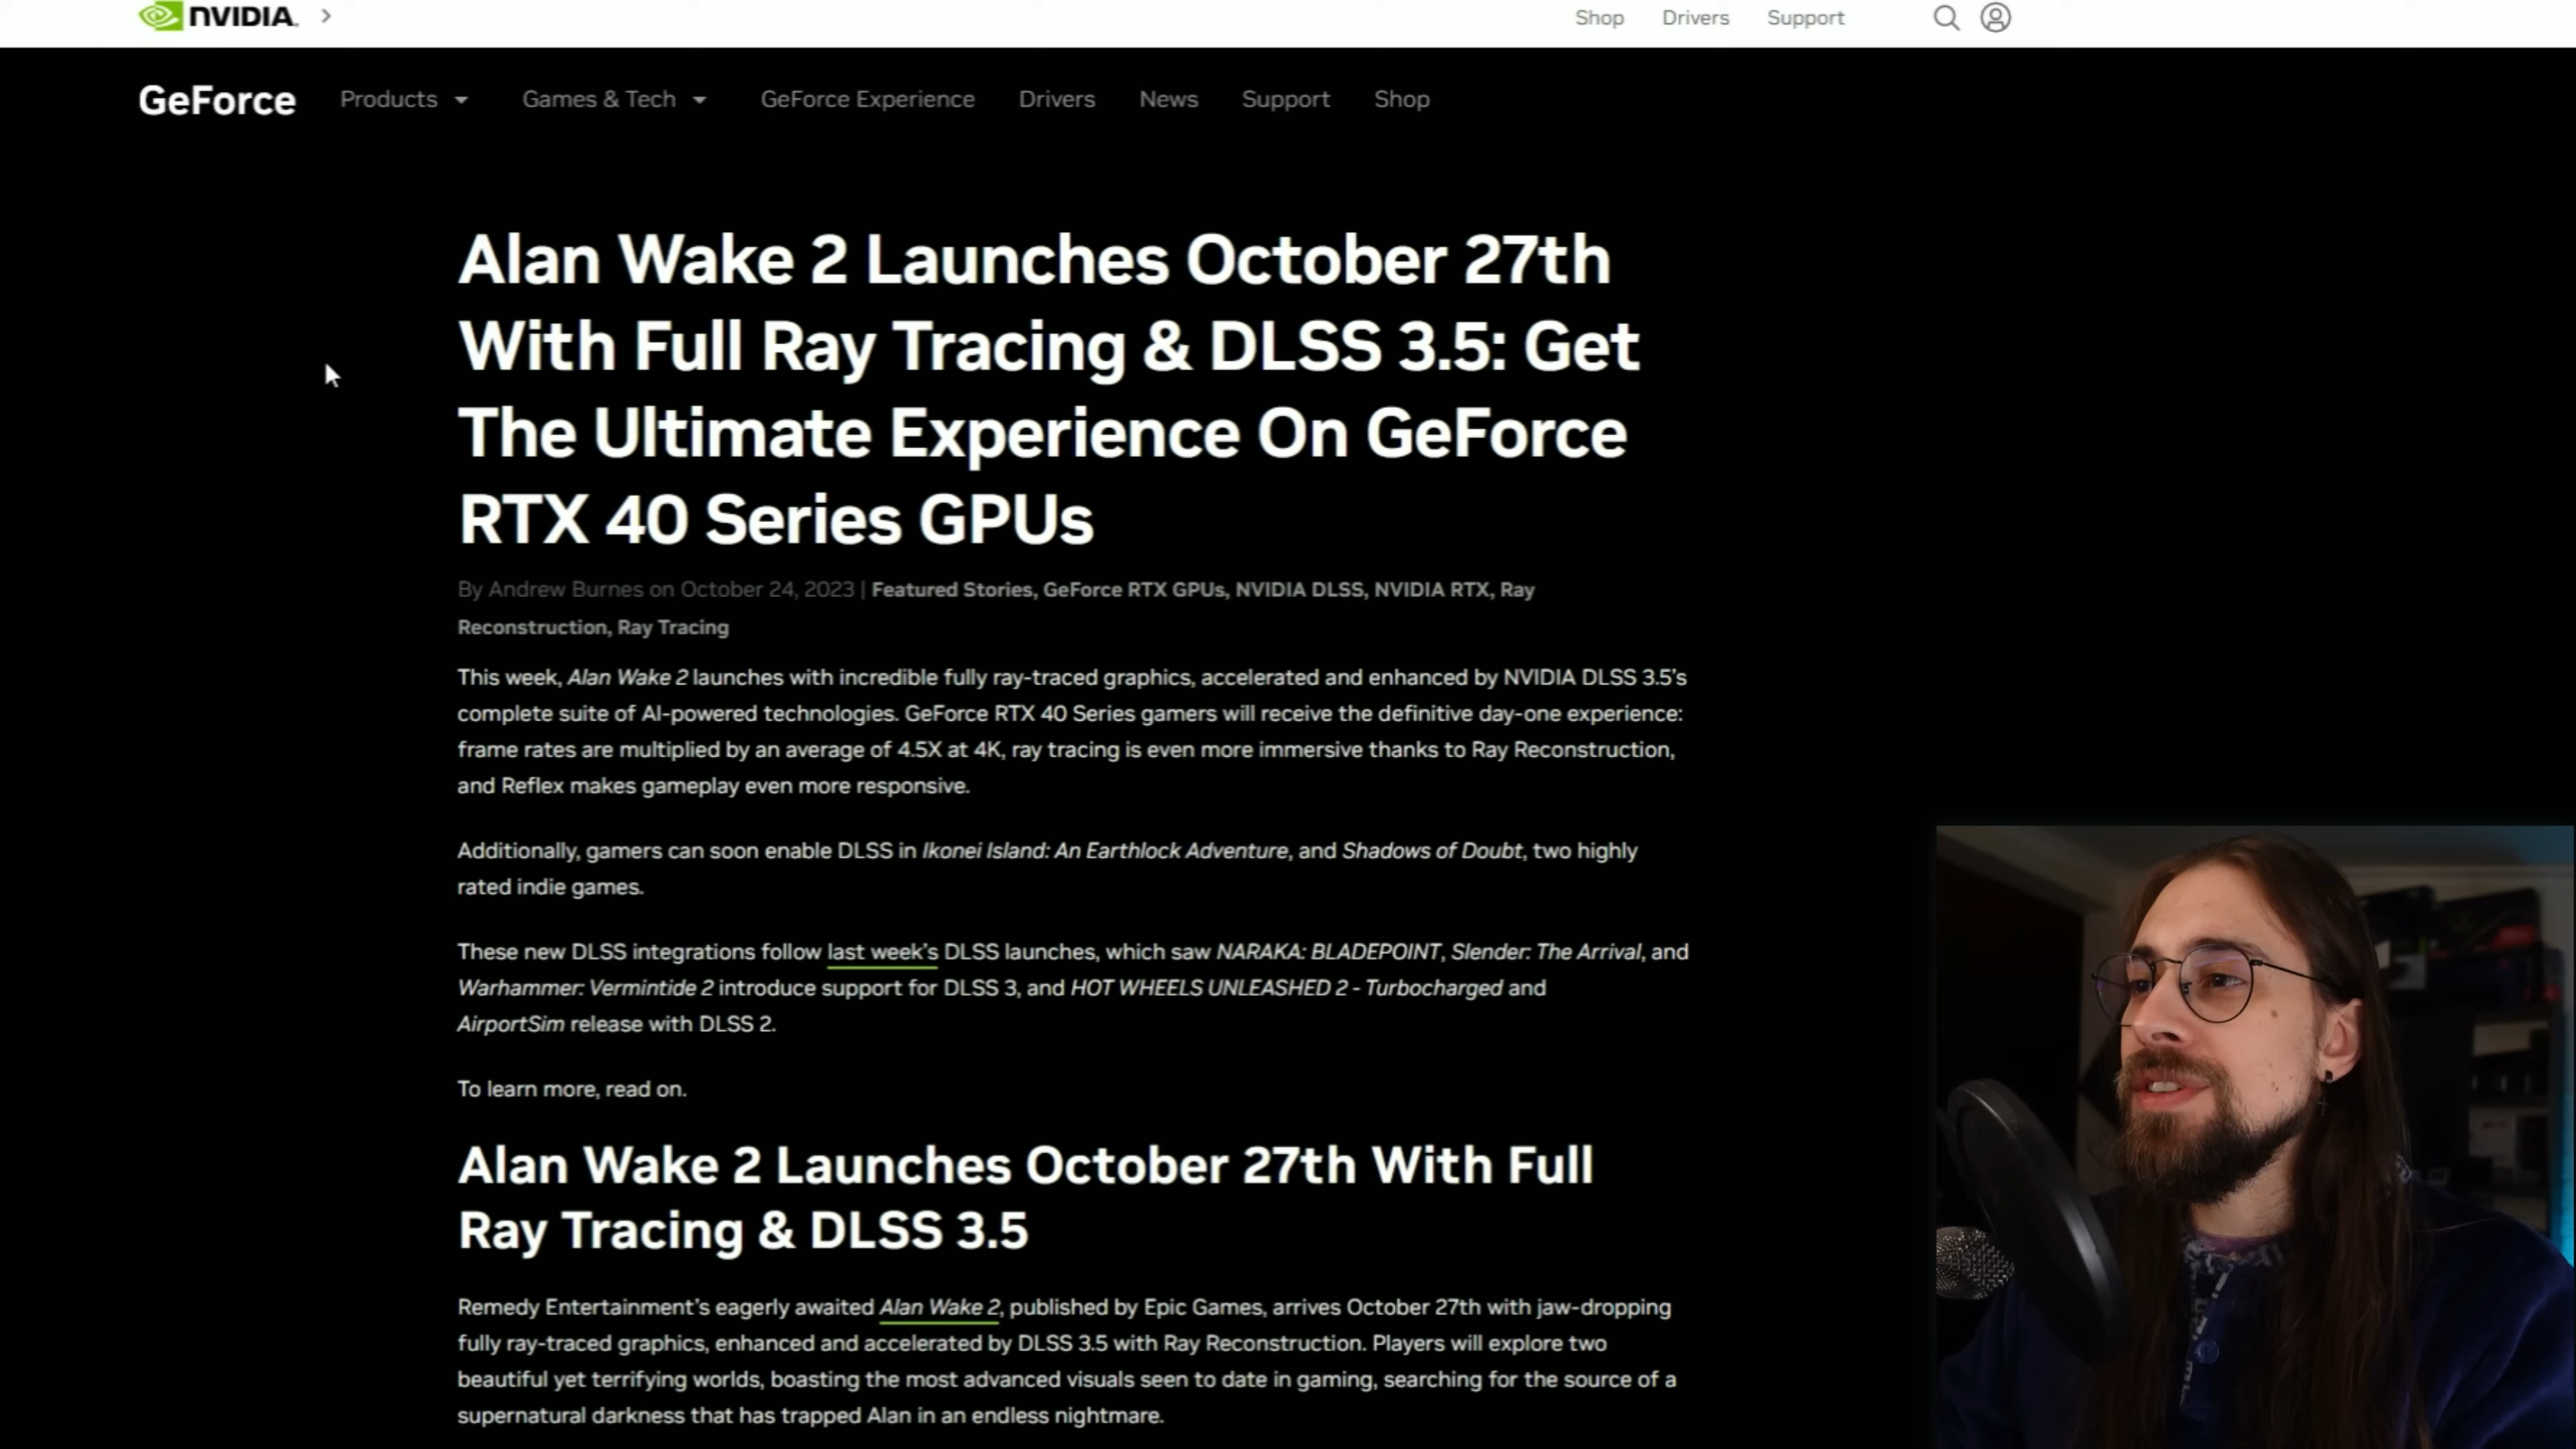 NVIDIA.
Shop Drivers Support
GeForce Products Games & Tech GeForce Experience Drivers News Support Shop
Alan Wake 2 Launches October 27th
With Full Ray Tracing & DLSS 3.5: Get
The Ultimate Experience On GeForce
RTX 40 Series GPUs
By Andrew Burnes on October 24, 2023 | Featured Stories, GeForce RTX GPUs, NVIDIA DLSS, NVIDIA RTX, Ray
Reconstruction, Ray Tracing
This week, Alan Wake 2 launches with incredible fully ray-traced graphics, accelerated and enhanced by NVIDIA DLSS 3.5's
complete suite of AI-powered technologies. GeForce RTX 40 Series gamers will receive the definitive day-one experience:
frame rates are multiplied by an average of 4.5X at 4K, ray tracing is even more immersive thanks to Ray Reconstruction,
and Reflex makes gameplay even more responsive.
Additionally, gamers can soon enable DLSS in Ikonei Island: An Earthlock Adventure, and Shadows of Doubt, two highly
rated indie games.
These new DLSS integrations follow last week's DLSS launches, which saw NARAKA: BLADEPOINT, Slender: The Arrival, and
Warhammer: Vermintide 2 introduce support for DLSS 3, and HOT WHEELS UNLEASHED 2 - Turbocharged and
AirportSim release with DLSS 2.
To learn more, read on.
Alan Wake 2 Launches October 27th With Full
Ray Tracing & DLSS 3.5
Remedy Entertainment's eagerly awaited Alan Wake 2, published by Epic Games, arrives October 27th with jaw-dropping
fully ray-traced graphics, enhanced and accelerated by DLSS 3.5 with Ray Reconstruction. Players will explore two
beautiful yet terrifying worlds, boasting the most advanced visuals seen to date in gaming, searching for the source of a
supernatural darkness that has trapped Alan in an endless nightmare.